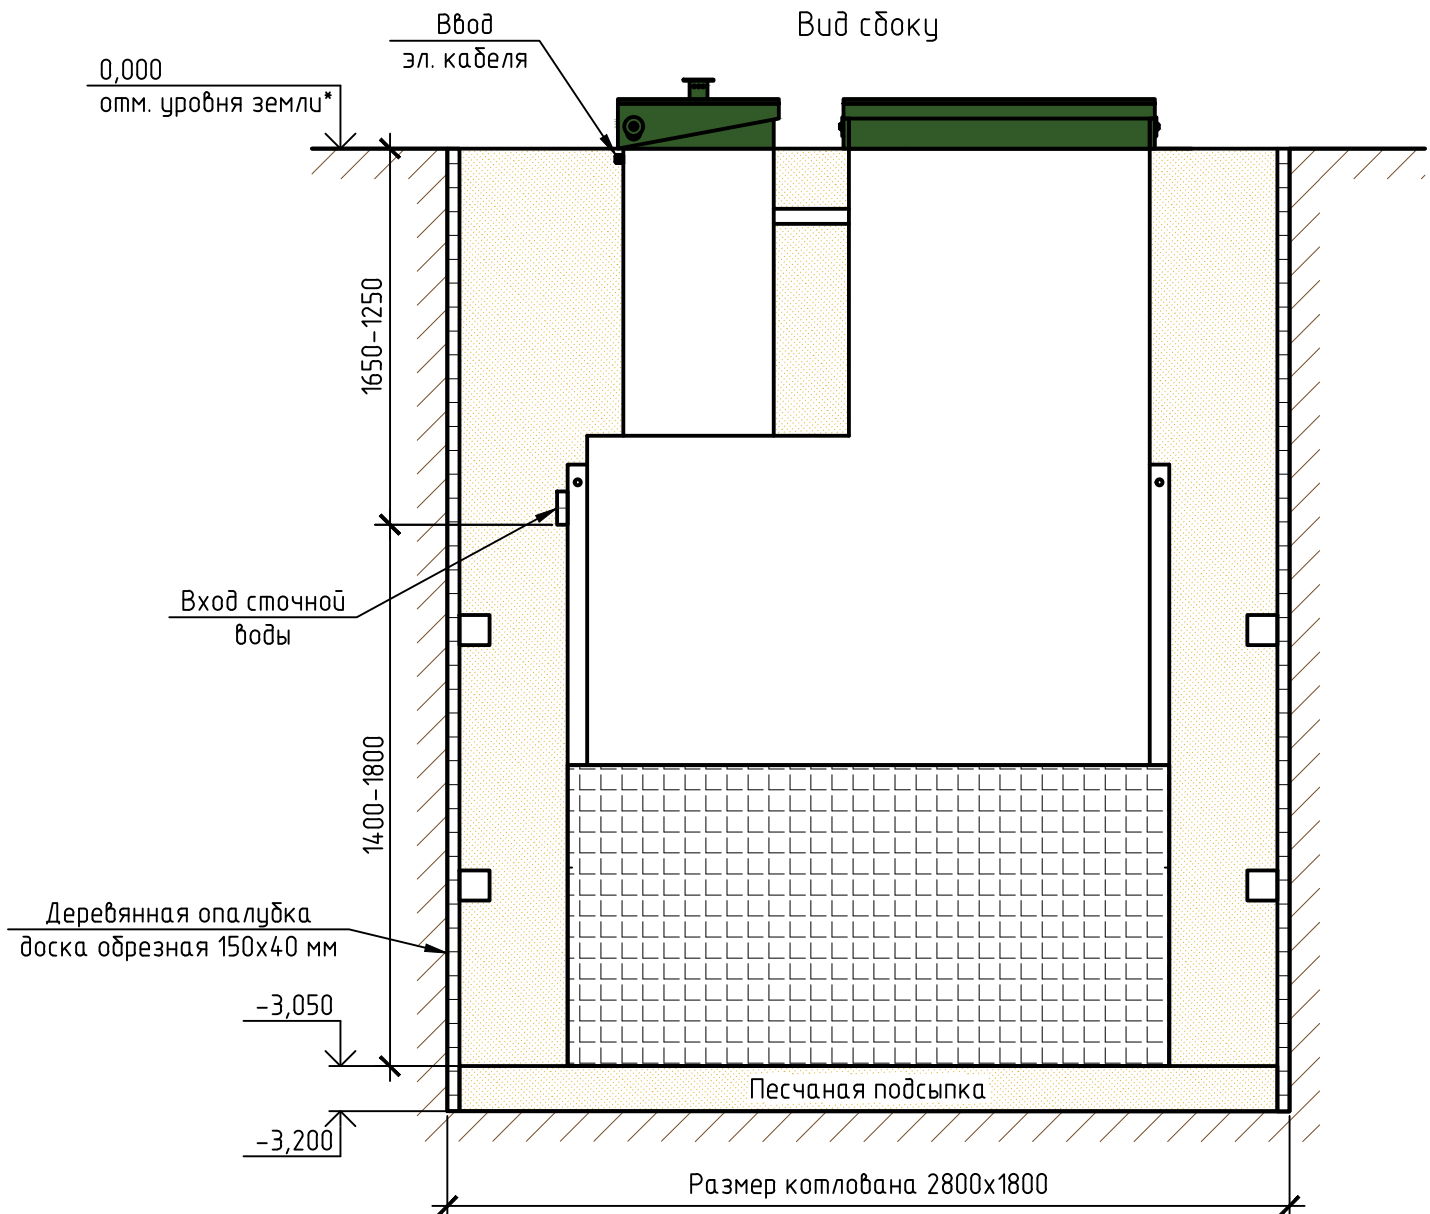 Вид сбоку
Ввод
эл. кабеля
0,000
отм. уровня земли*
1650-1250
Вход сточной
воды
1400-1800
Деревянная опалубка
доска обрезная 150х40 мм
-3,050
Песчаная подсыпка
-3,200
Размер котлована 2800х1800